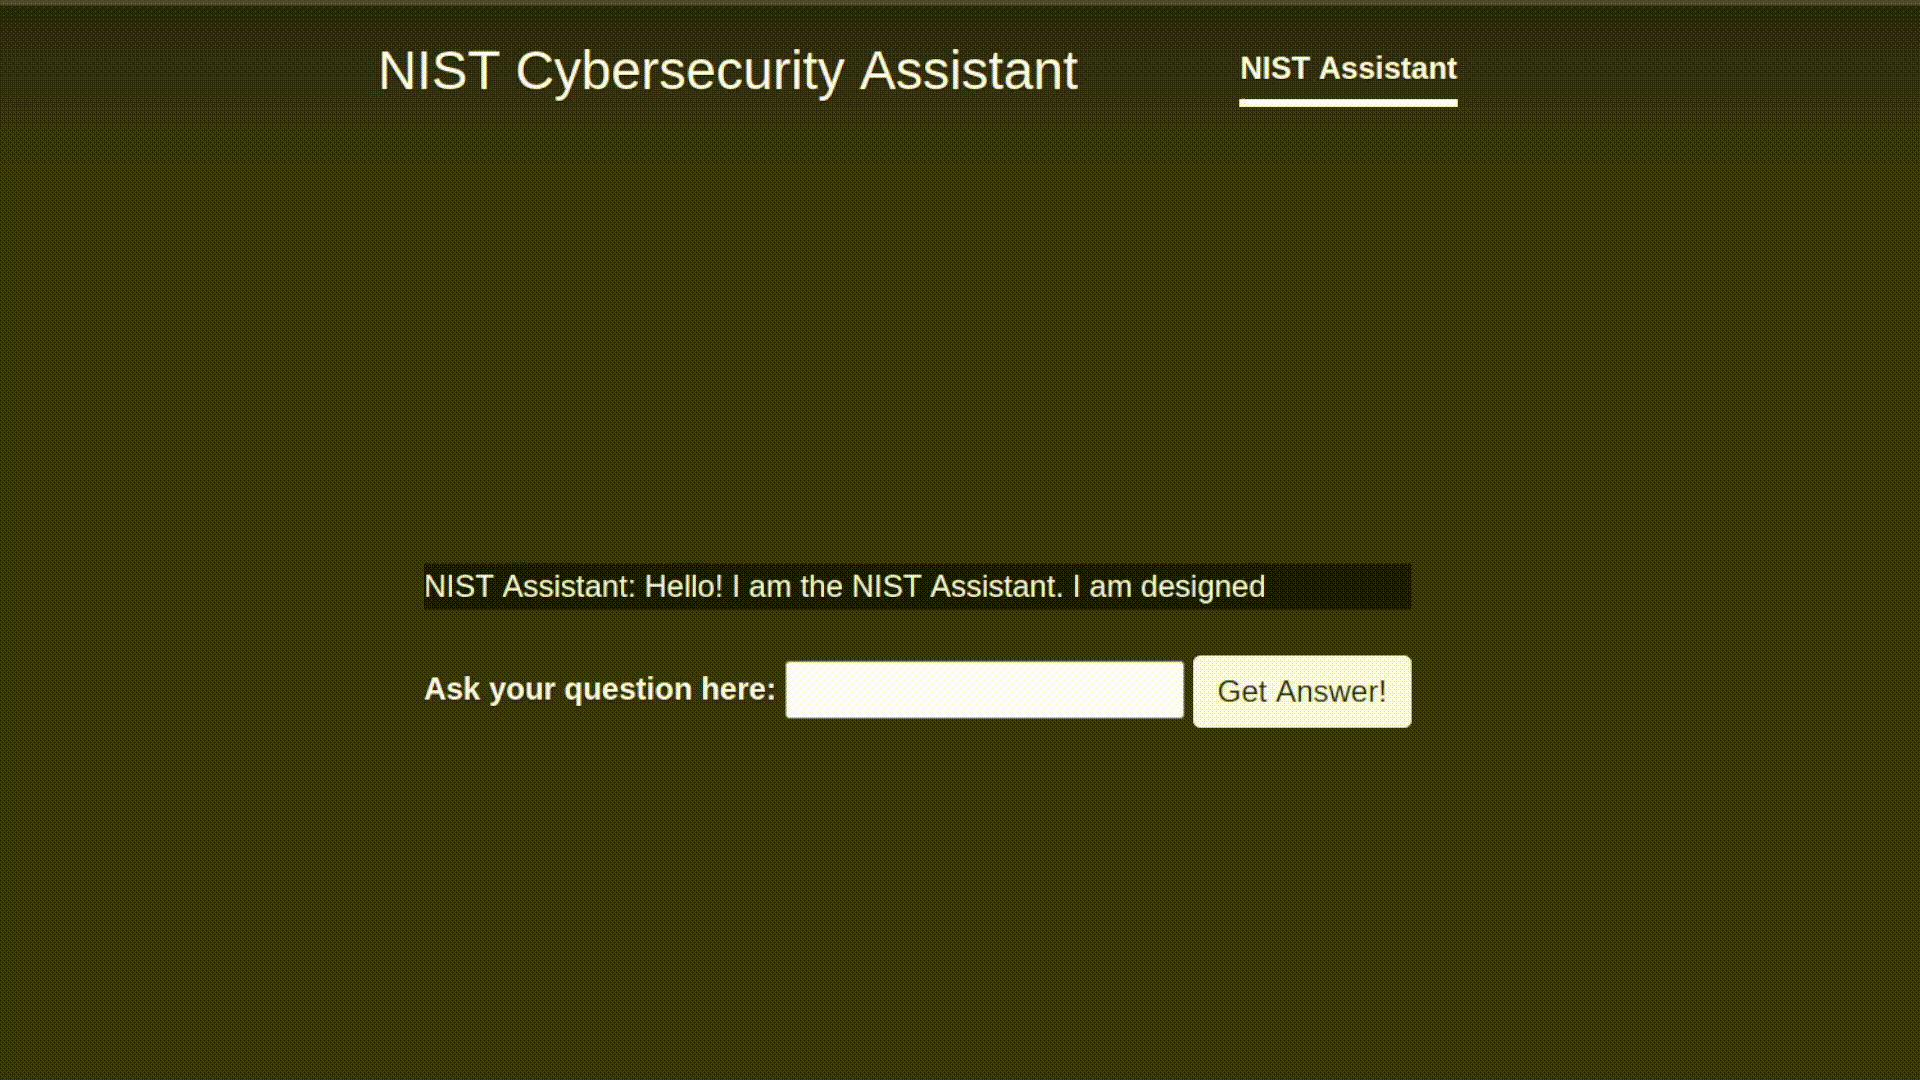 NIST Cybersecurity Assistant
NIST Assistant
NIST Assistant: Hello! I am the NIST Assistant. I am designed
Ask your question here:
Get Answer!